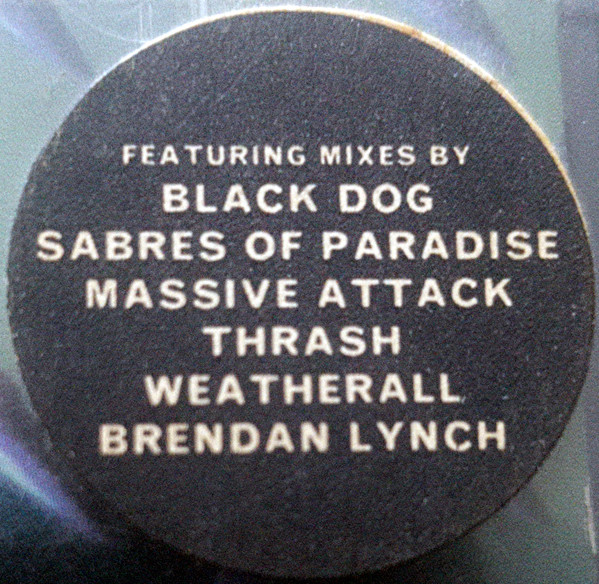 FEATURING MIXES BY
BLACK DOG
SABRES OF PARADISE
MASSIVE ATTACK
THRASH
WEATHERALL
BRENDAN LYNCH